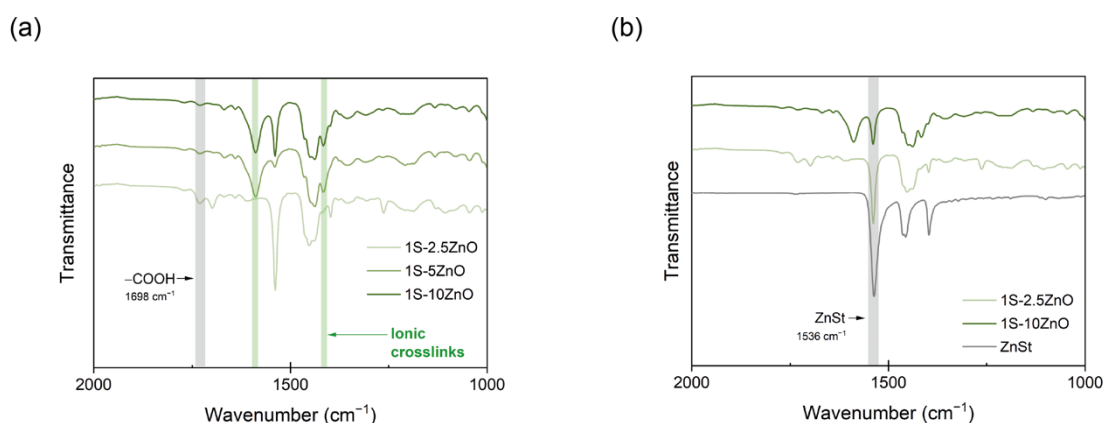 (a)
(b)
Transmittance
1S-2.5ZnO
1S-5ZnO
1S-10ZnO
–COOH
1698 cm⁻¹
Ionic
crosslinks
2000
1500
1000
Wavenumber (cm⁻¹)
Transmittance
ZnSt
1536 cm⁻¹
1S-2.5ZnO
1S-10ZnO
ZnSt
2000
1500
1000
Wavenumber (cm⁻¹)